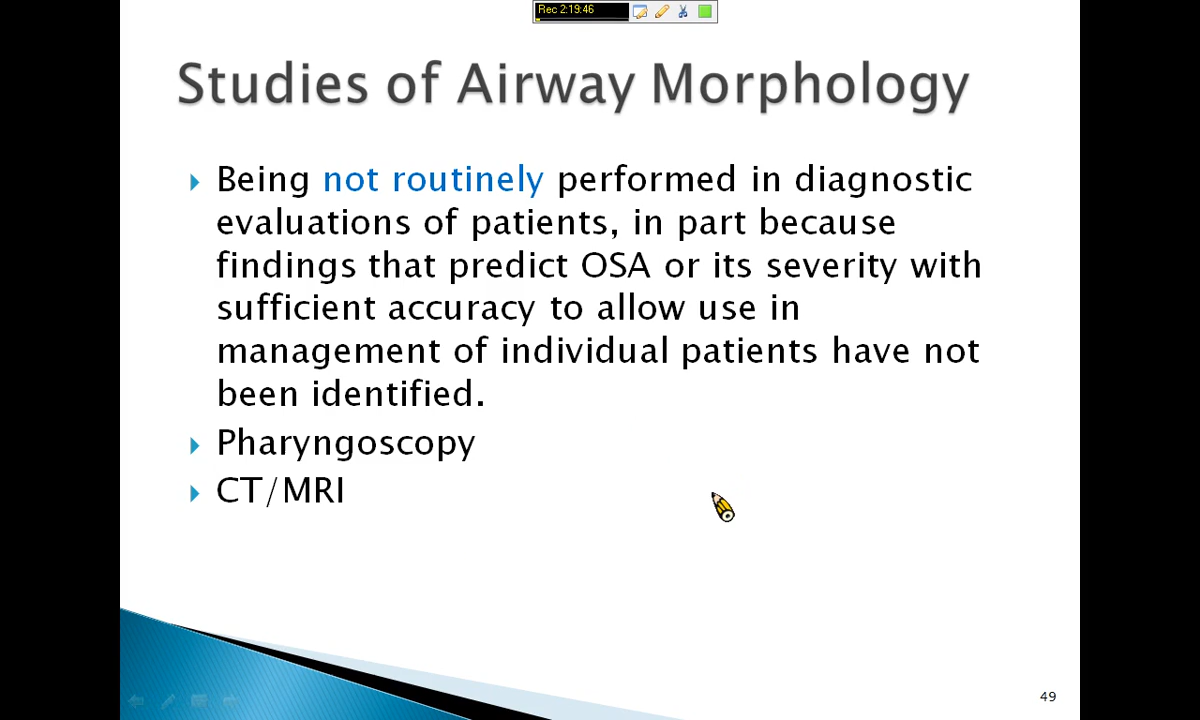 Rec 2:19:46
Studies of Airway Morphology
Being not routinely performed in diagnostic
evaluations of patients, in part because
findings that predict OSA or its severity with
sufficient accuracy to allow use in
management of individual patients have not
been identified.
Pharyngoscopy
CT/MRI
49